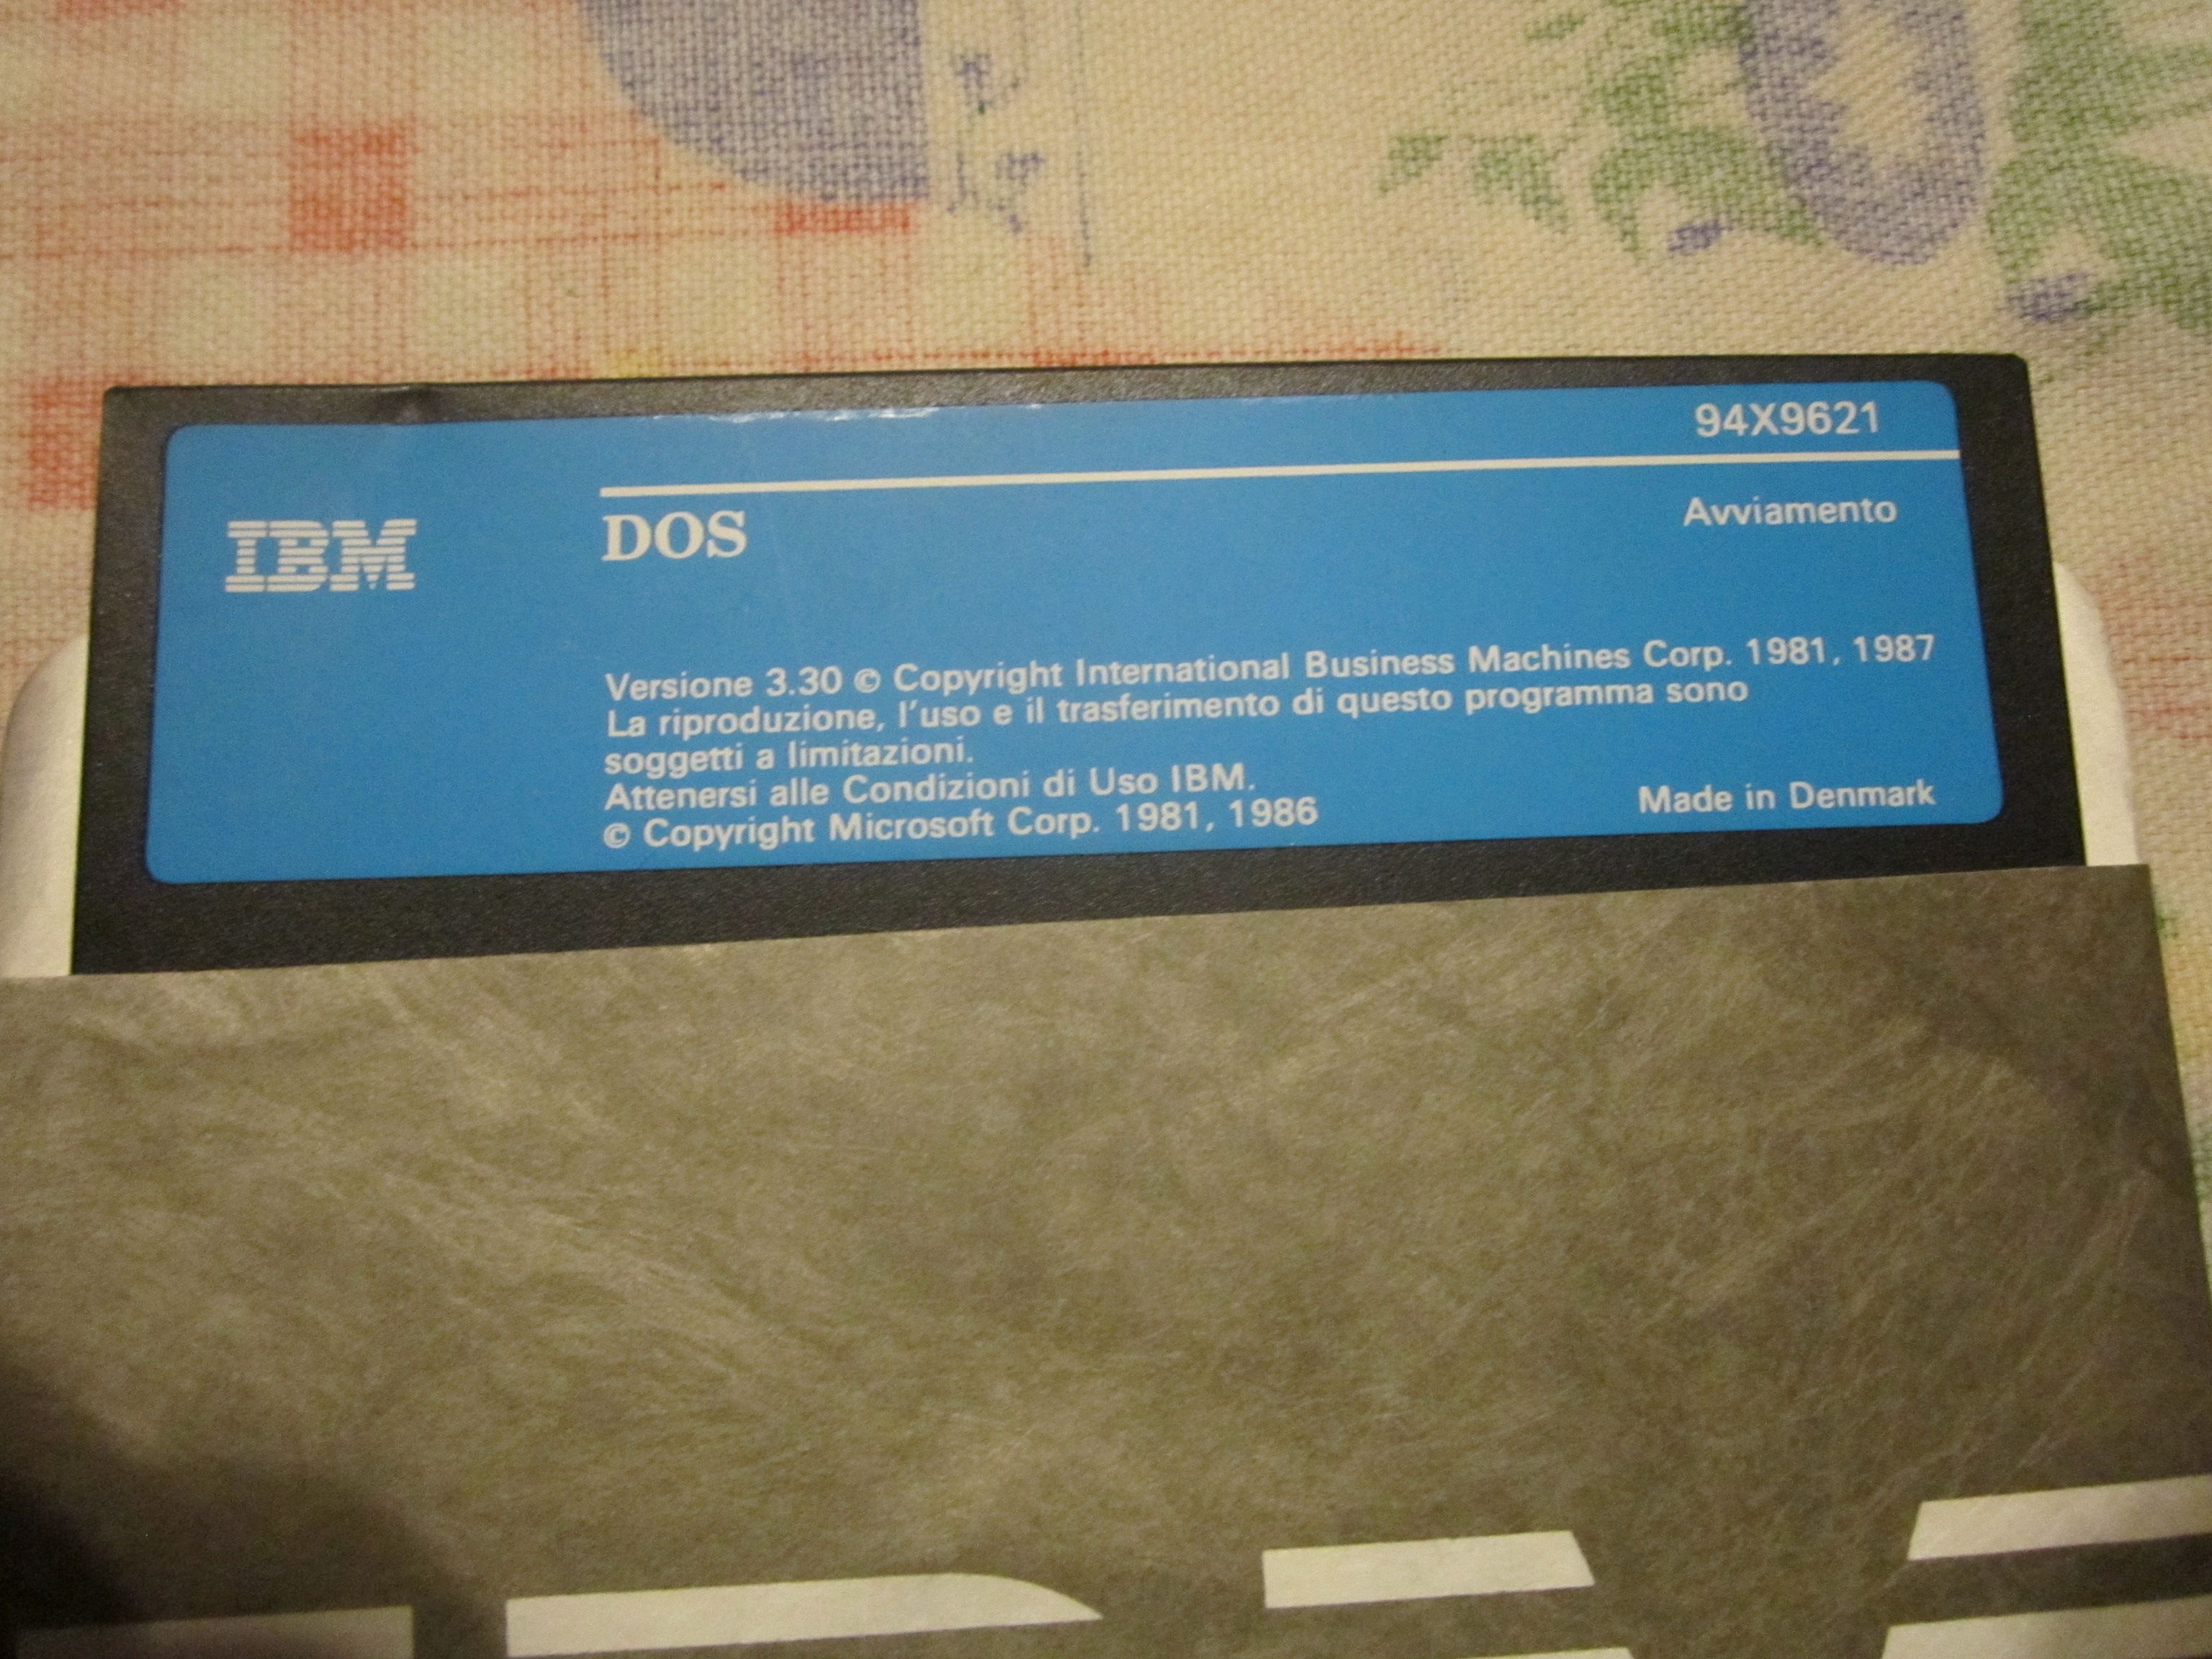 94X9621
IBM
DOS
Avviamento
Versione 3.30 © Copyright International Business Machines Corp. 1981, 1987
La riproduzione, l'uso e il trasferimento di questo programma sono
soggetti a limitazioni.
Attenersi alle Condizioni di Uso IBM.
© Copyright Microsoft Corp. 1981, 1986
Made in Denmark